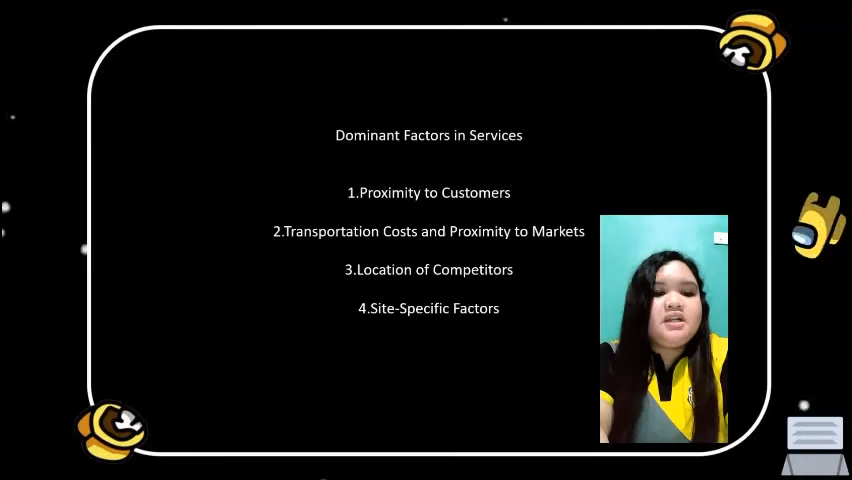 Dominant Factors in Services
1.Proximity to Customers
2.Transportation Costs and Proximity to Markets
3.Location of Competitors
4.Site-Specific Factors